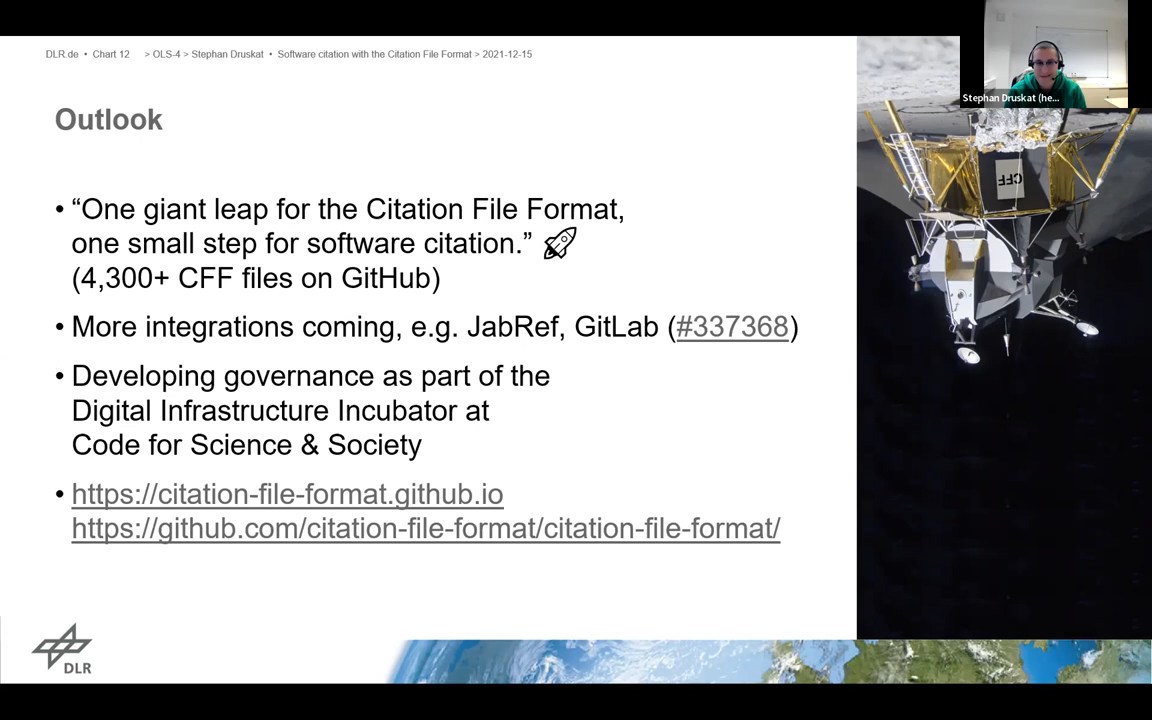 DLR.de • Chart 12 > OLS-4 > Stephan Druskat • Software citation with the Citation File Format > 2021-12-15
Stephan Druskat (he...
Outlook
CFF
• “One giant leap for the Citation File Format,
one small step for software citation.”
(4,300+ CFF files on GitHub)
• More integrations coming, e.g. JabRef, GitLab (#337368)
• Developing governance as part of the
Digital Infrastructure Incubator at
Code for Science & Society
• https://citation-file-format.github.io
https://github.com/citation-file-format/citation-file-format/
DLR